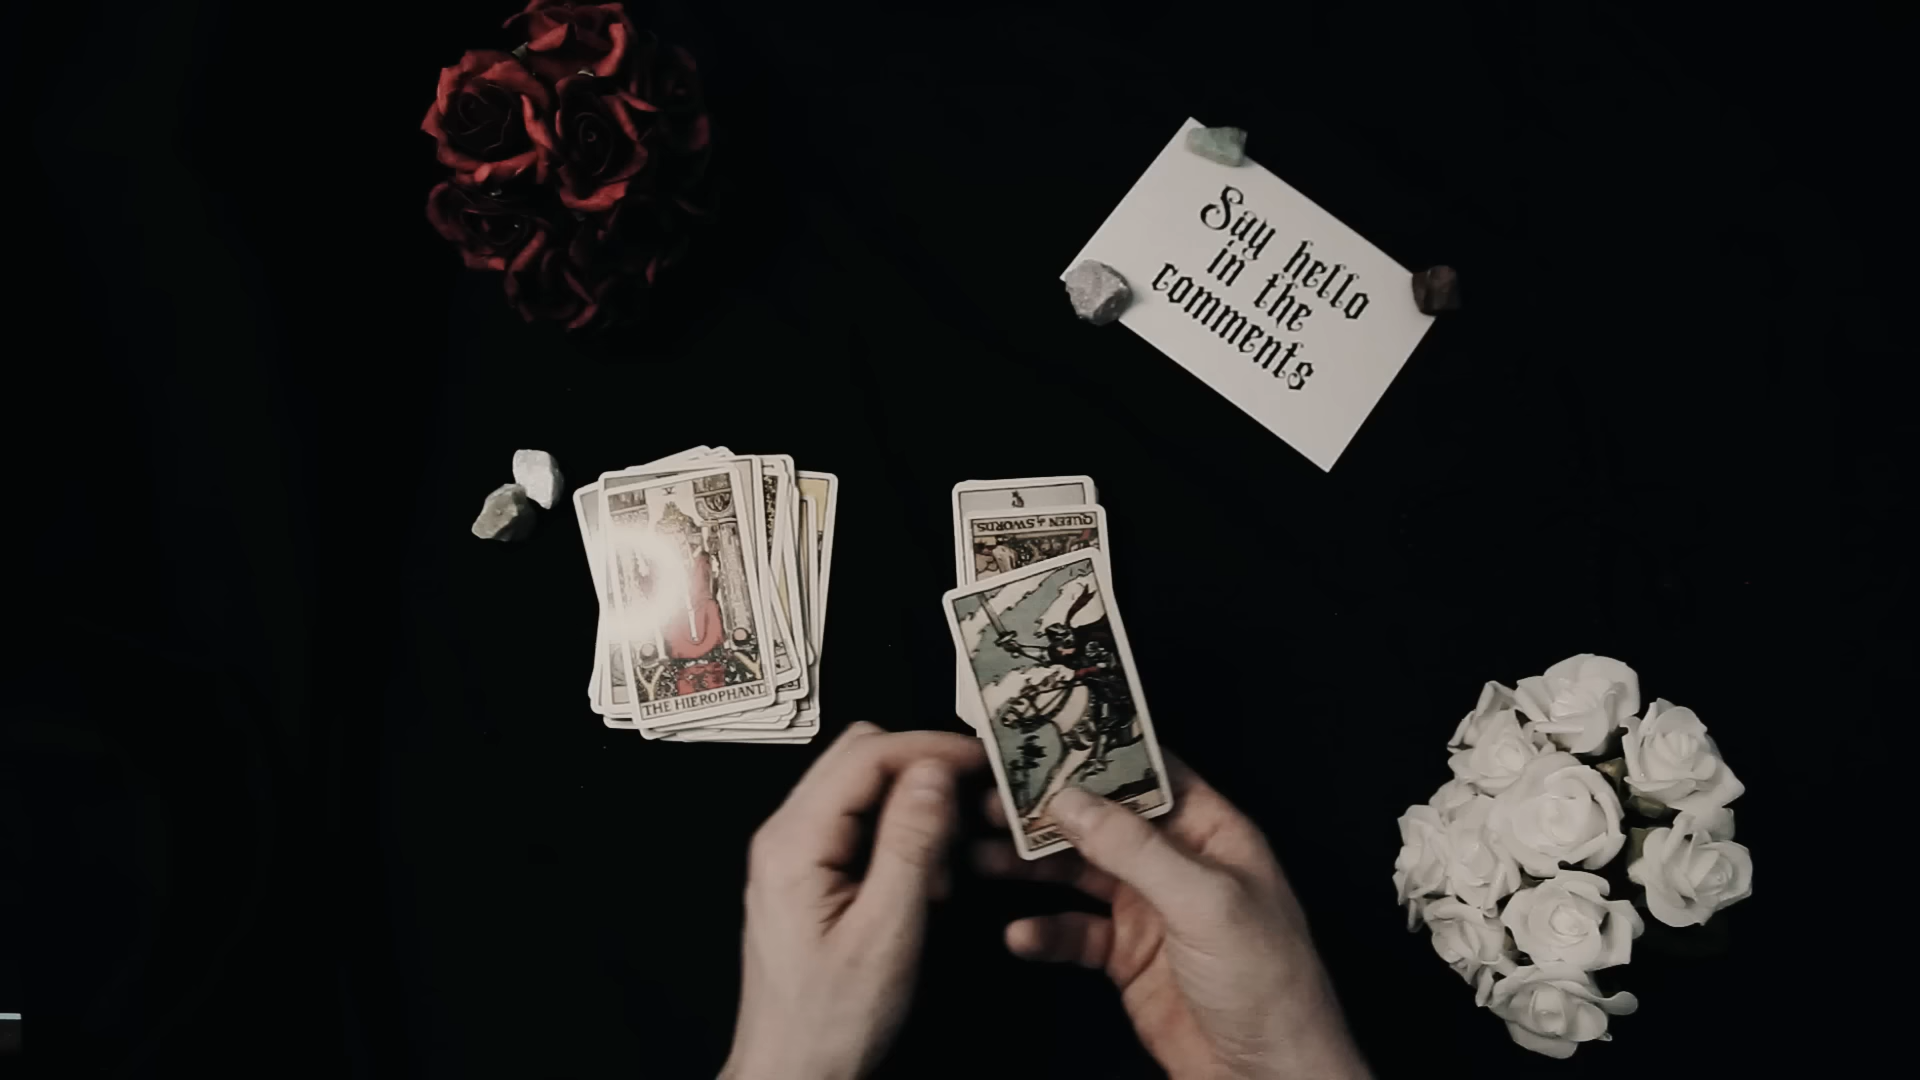 Say hello
in the
comments
V
THE HIEROPHANT
QUEEN of SWORDS